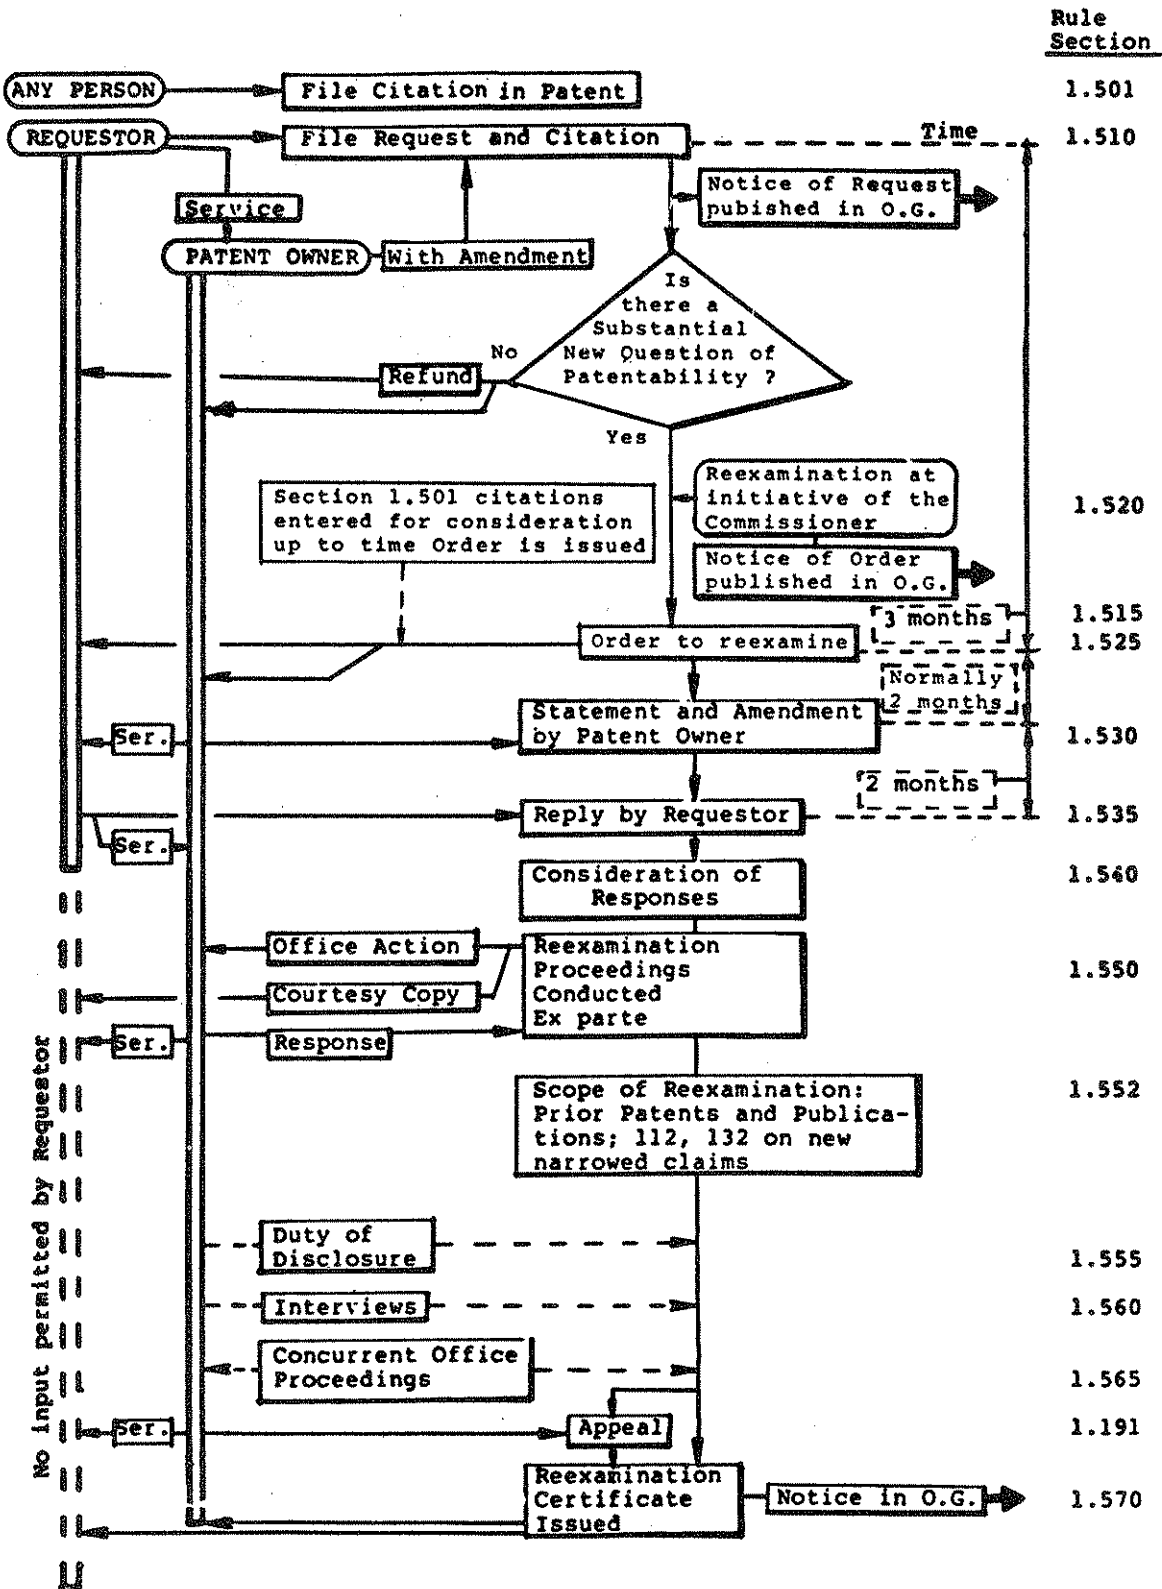 Rule
Section
ANY PERSON
File Citation in Patent
1.501
REQUESTOR
File Request and Citation
Time
1.510
Notice of Request
pubished in O.G.
Service
PATENT OWNER
With Amendment
Is
there a
Substantial
New Question of
Patentability ?
No
Refund
Yes
Reexamination at
initiative of the
Commissioner
1.520
Section 1.501 citations
entered for consideration
up to time Order is issued
Notice of Order
published in O.G.
3 months
1.515
Order to reexamine
1.525
Normally
2 months
Statement and Amendment
by Patent Owner
Ser.
1.530
2 months
Reply by Requestor
1.535
Ser.
Consideration of
Responses
1.540
Office Action
Reexamination
Proceedings
Conducted
Ex parte
1.550
Courtesy Copy
Ser.
Response
No input permitted by Requestor
Scope of Reexamination:
Prior Patents and Publica-
tions; 112, 132 on new
narrowed claims
1.552
Duty of
Disclosure
1.555
Interviews
1.560
Concurrent Office
Proceedings
1.565
Ser.
Appeal
1.191
Reexamination
Certificate
Issued
Notice in O.G.
1.570